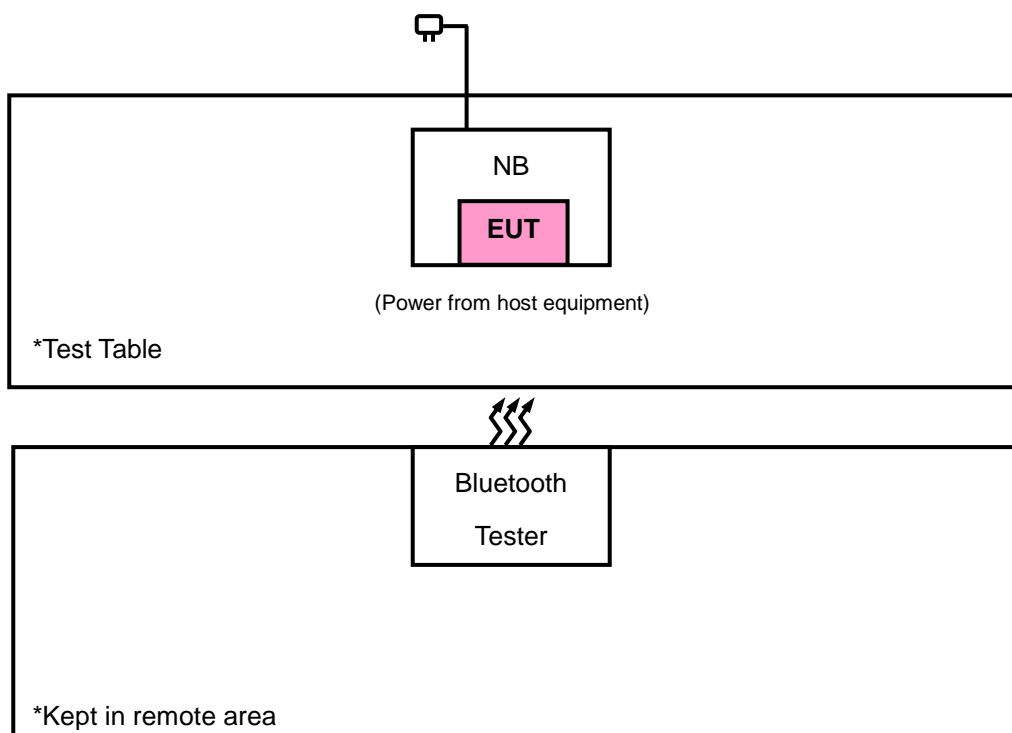 NB
EUT
(Power from host equipment)
*Test Table
Bluetooth
Tester
*Kept in remote area